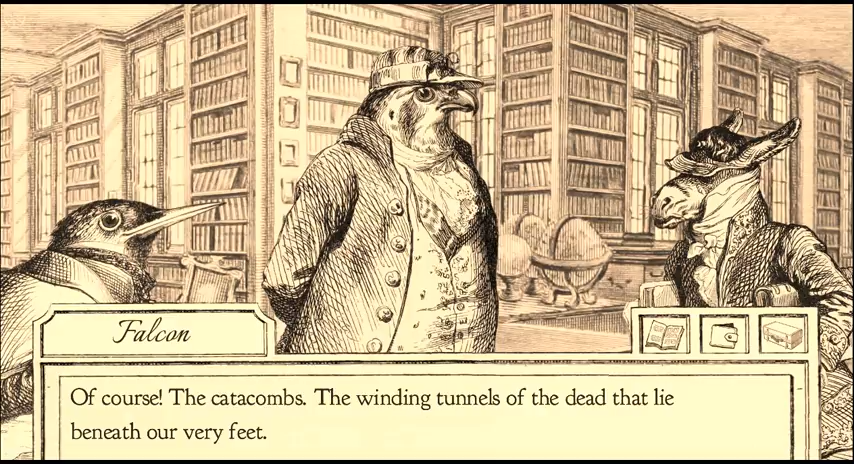 Falcon
Of course! The catacombs. The winding tunnels of the dead that lie
beneath our very feet.